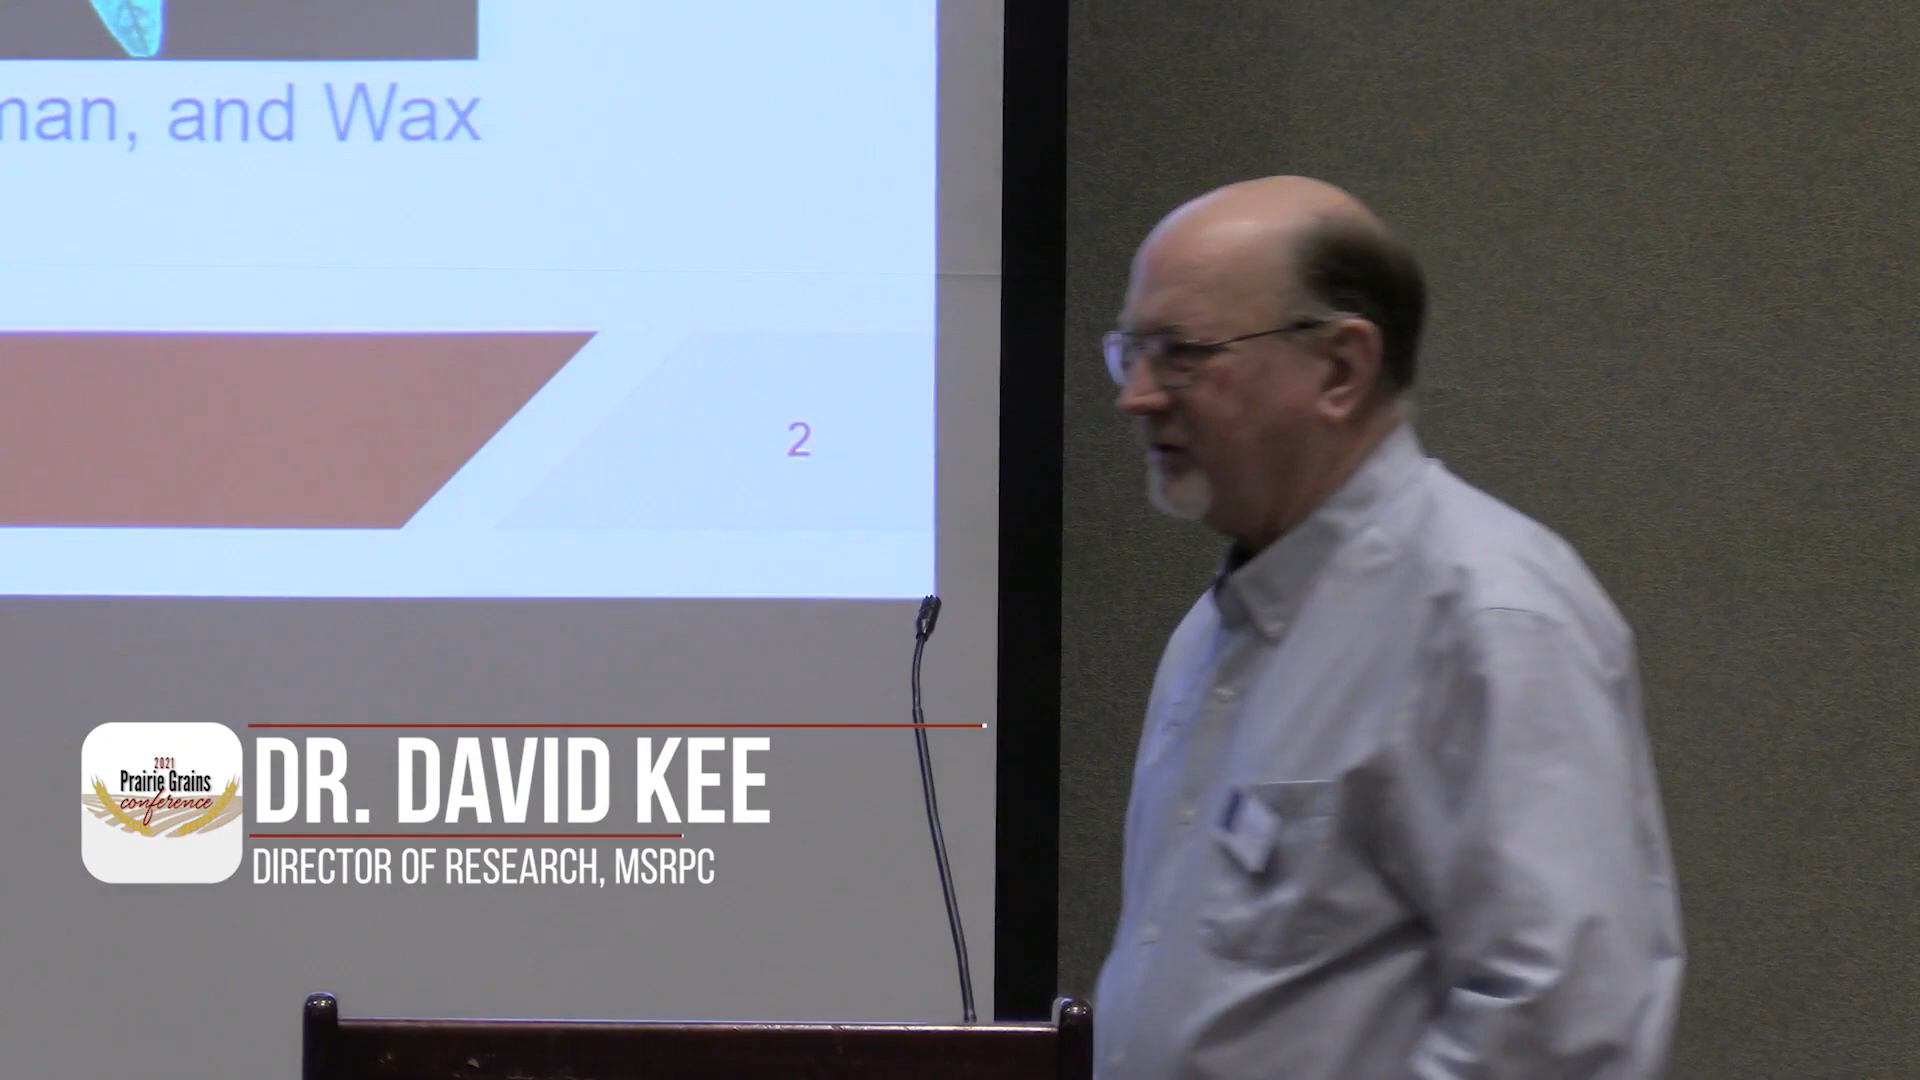 man, and Wax
2
2021
Prairie Grains
conference
DR. DAVID KEE
DIRECTOR OF RESEARCH, MSRPC